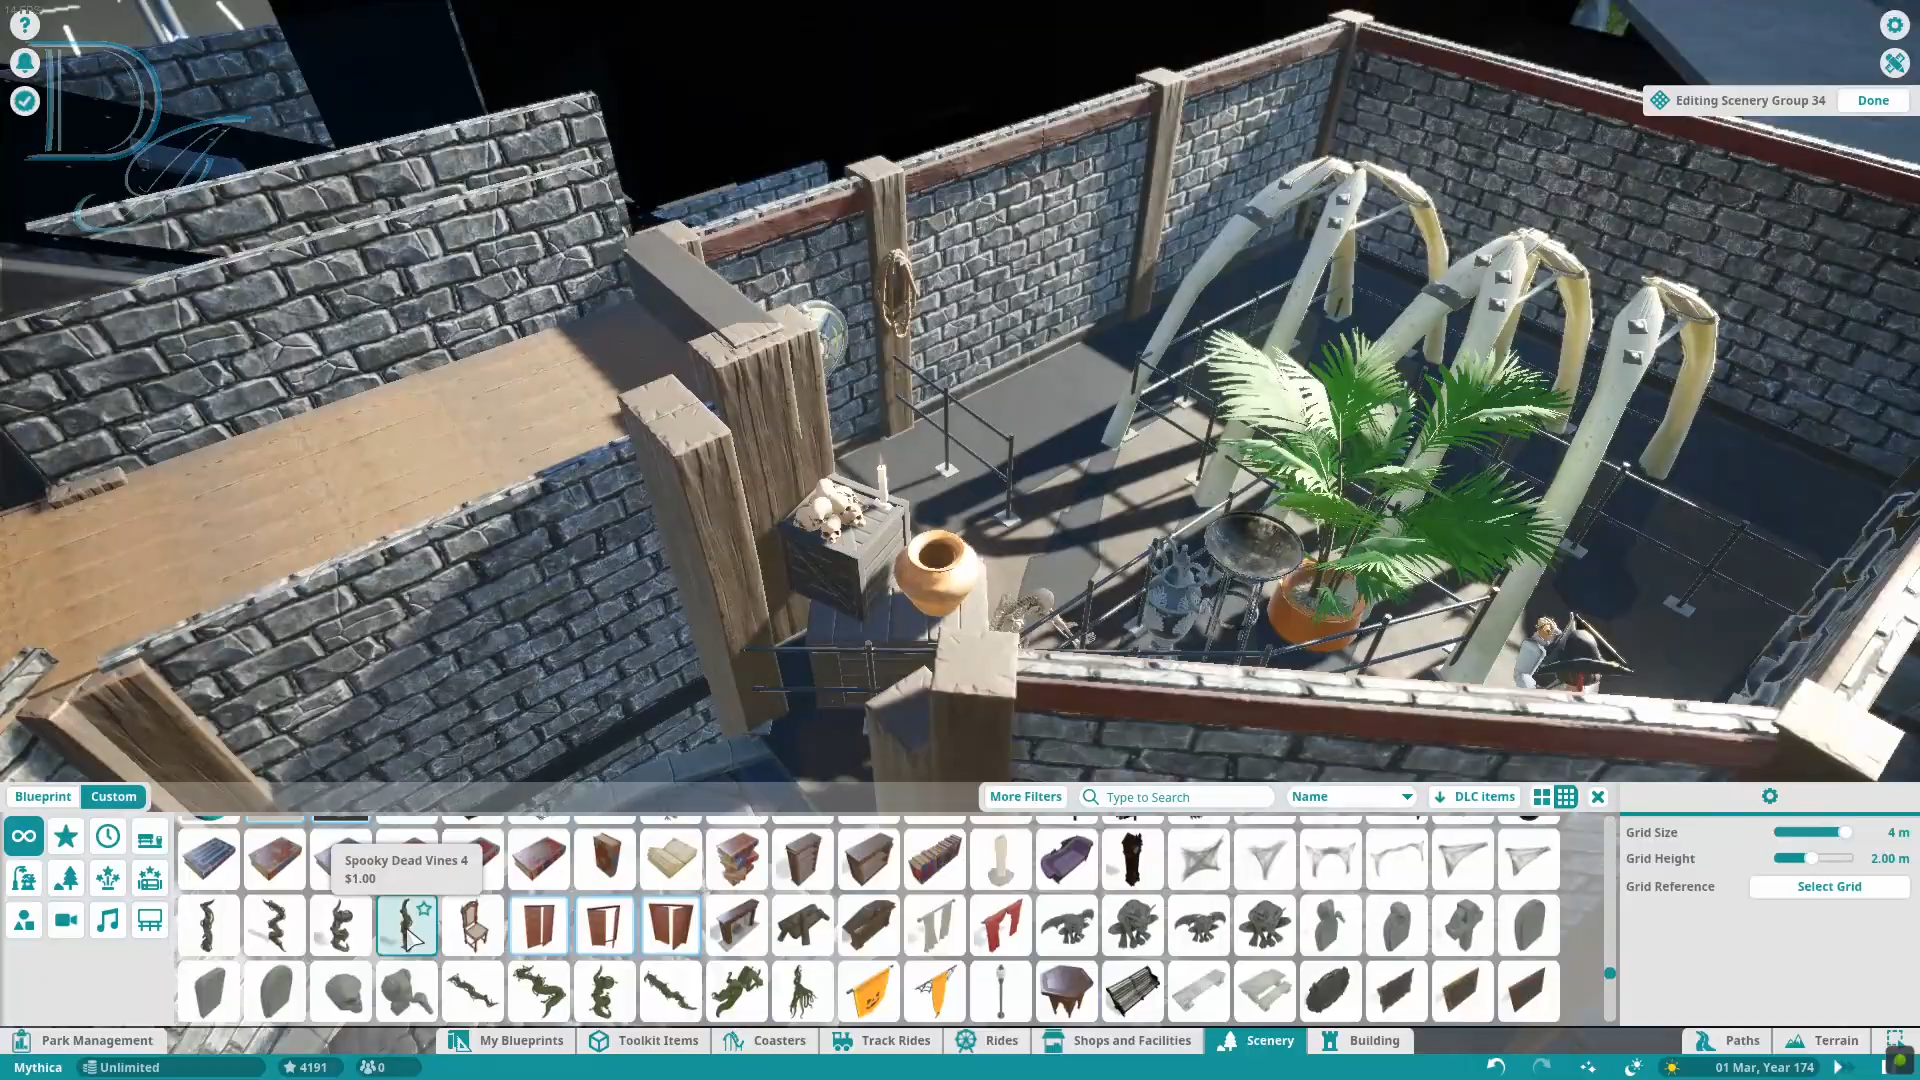 Editing Scenery Group 34
Done
Blueprint
Custom
More Filters
Type to Search
Name
DLC items
Spooky Dead Vines 4
$1.00
Grid Size
4 m
Grid Height
2.00 m
Grid Reference
Select Grid
Park Management
My Blueprints
Toolkit Items
Coasters
Track Rides
Rides
Shops and Facilities
Scenery
Building
Paths
Terrain
Mythica
Unlimited
4191
0
01 Mar, Year 174